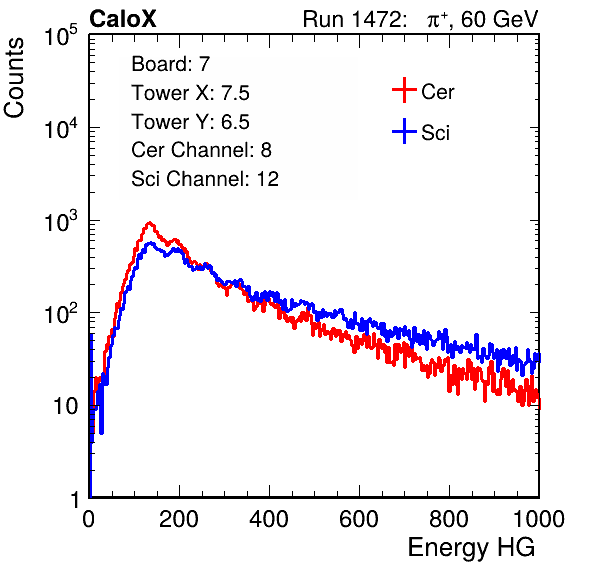 CaloX
Run 1472: π⁺, 60 GeV
Counts
10⁵
10⁴
10³
10²
10
1
Board: 7
Tower X: 7.5
Tower Y: 6.5
Cer Channel: 8
Sci Channel: 12
Cer
Sci
0 200 400 600 800 1000
Energy HG